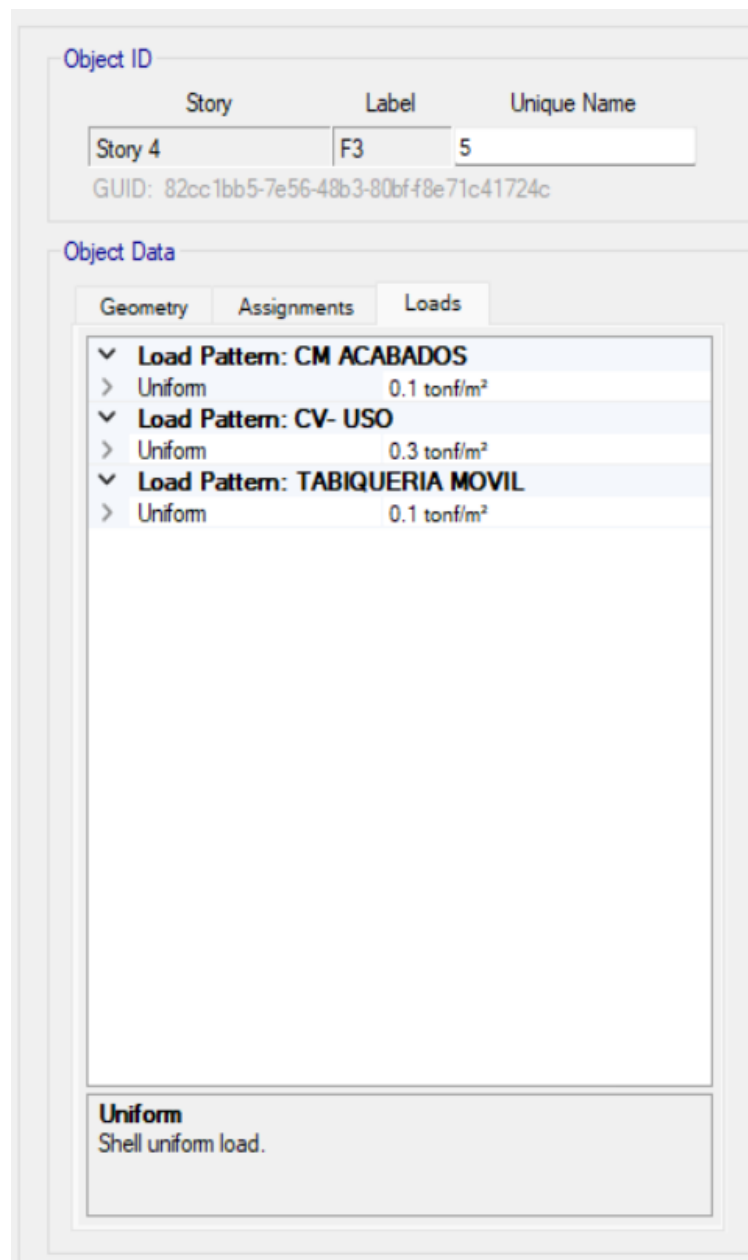 Object ID
Story Label Unique Name
Story 4 F3 5
GUID: 82cc1bb5-7e56-48b3-80bf-f8e71c41724c
Object Data
Geometry Assignments Loads
Load Pattern: CM ACABADOS
Uniform 0.1 tonf/m²
Load Pattern: CV- USO
Uniform 0.3 tonf/m²
Load Pattern: TABIQUERIA MOVIL
Uniform 0.1 tonf/m²
Uniform
Shell uniform load.